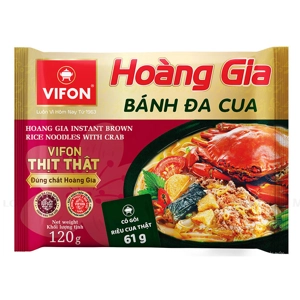 VIFON
Hoàng Gia
BÁNH ĐA CUA
HOANG GIA INSTANT BROWN
RICE NOODLES WITH CRAB
VIFON
THỊT THẬT
Đúng chất Hoàng Gia
Net weight
Khối lượng tịnh
120g
CÓ GÓI
RIÊU CUA THẬT
61 g